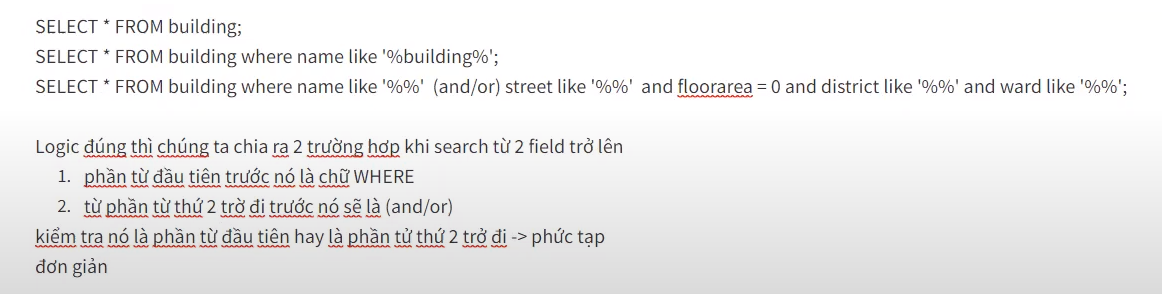 SELECT * FROM building;
SELECT * FROM building where name like '%building%';
SELECT * FROM building where name like '%%'  (and/or) street like '%%'  and floorarea = 0 and district like '%%' and ward like '%%';
Logic đúng thì chúng ta chia ra 2 trường hợp khi search từ 2 field trở lên
1. phần từ đầu tiên trước nó là chữ WHERE
2. từ phần từ thứ 2 trờ đi trước nó sẽ là (and/or)
kiểm tra nó là phần từ đầu tiên hay là phần tử thứ 2 trở đi -> phức tạp
đơn giản